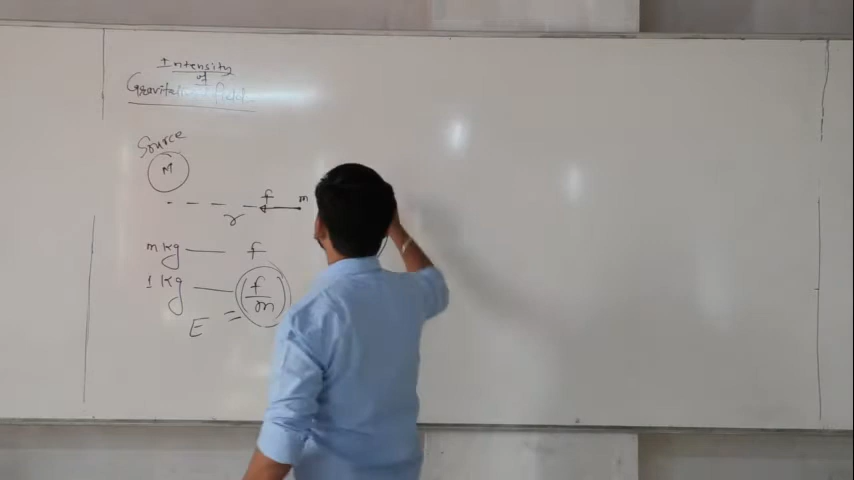 Intensity
of
Gravitational field
Source
M
f m
r
m kg — f
1 kg — (f/m)
E =